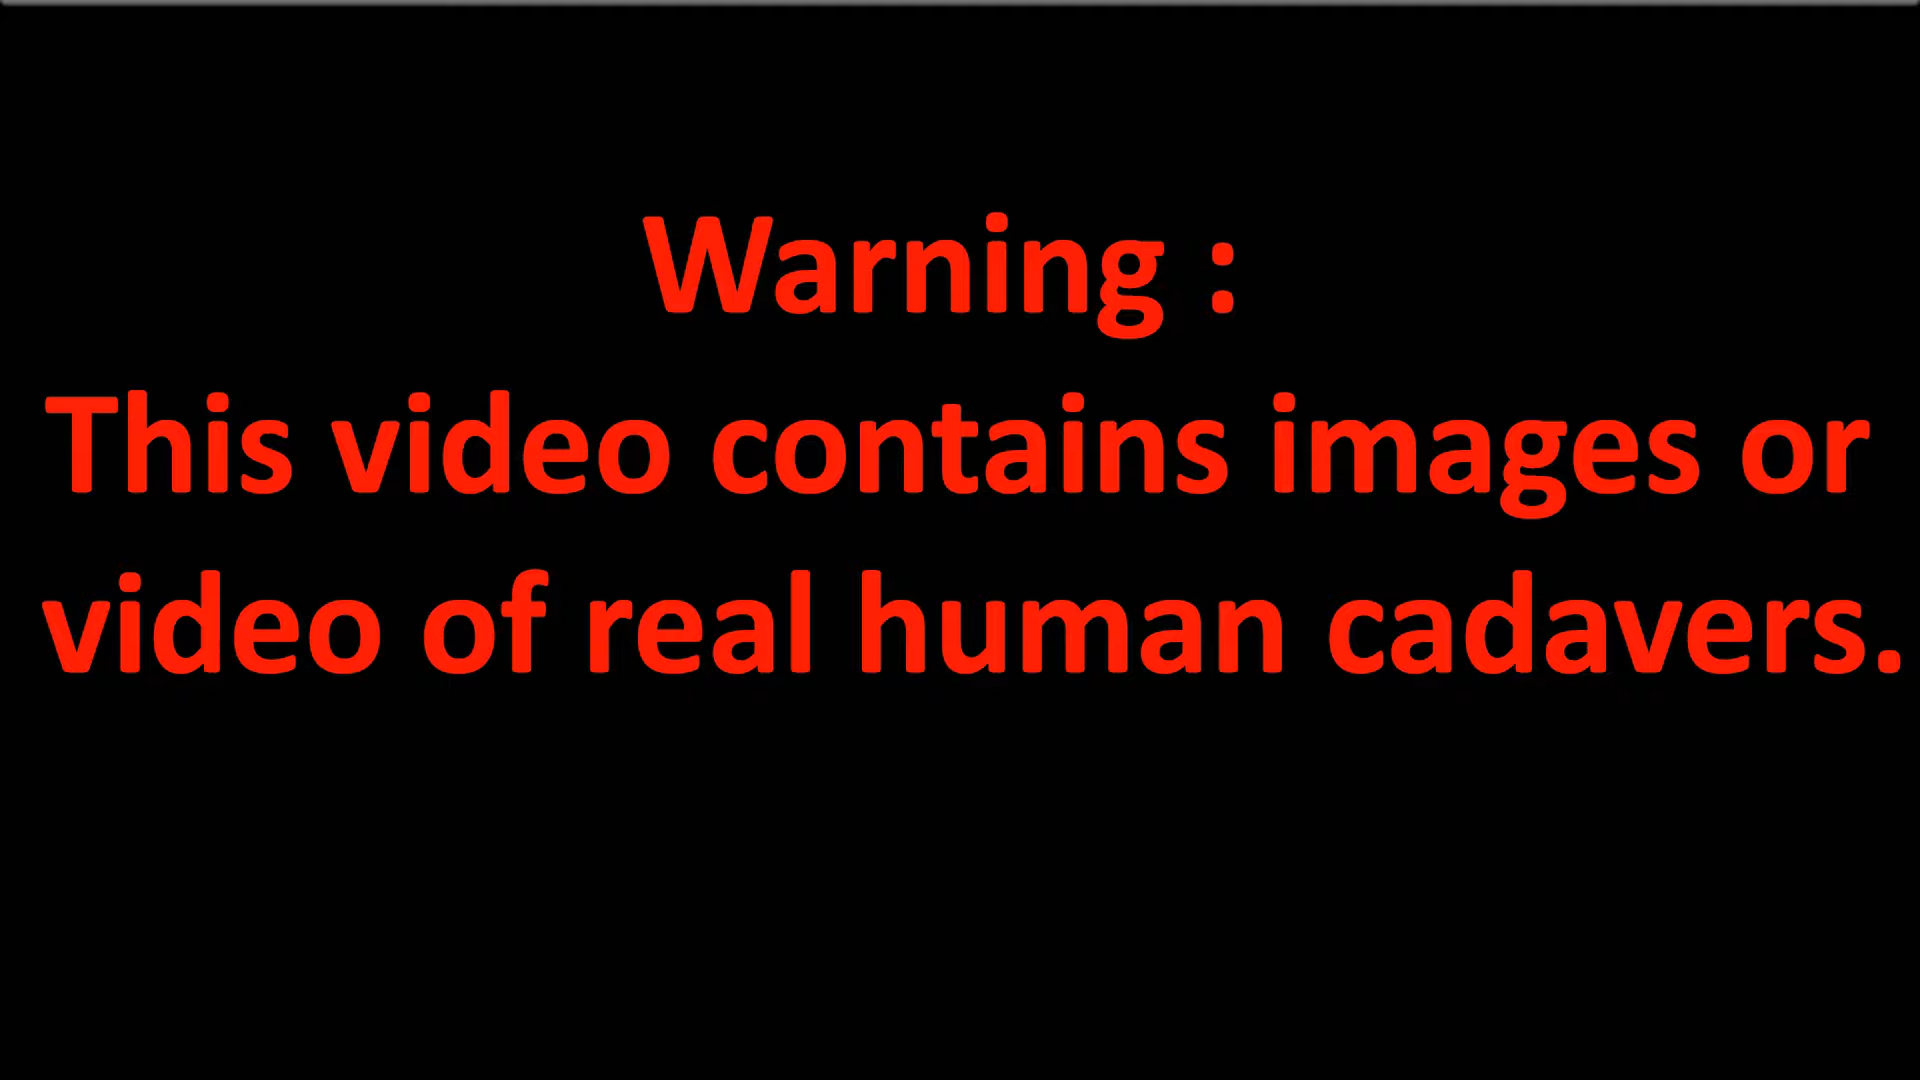 Warning :
This video contains images or
video of real human cadavers.